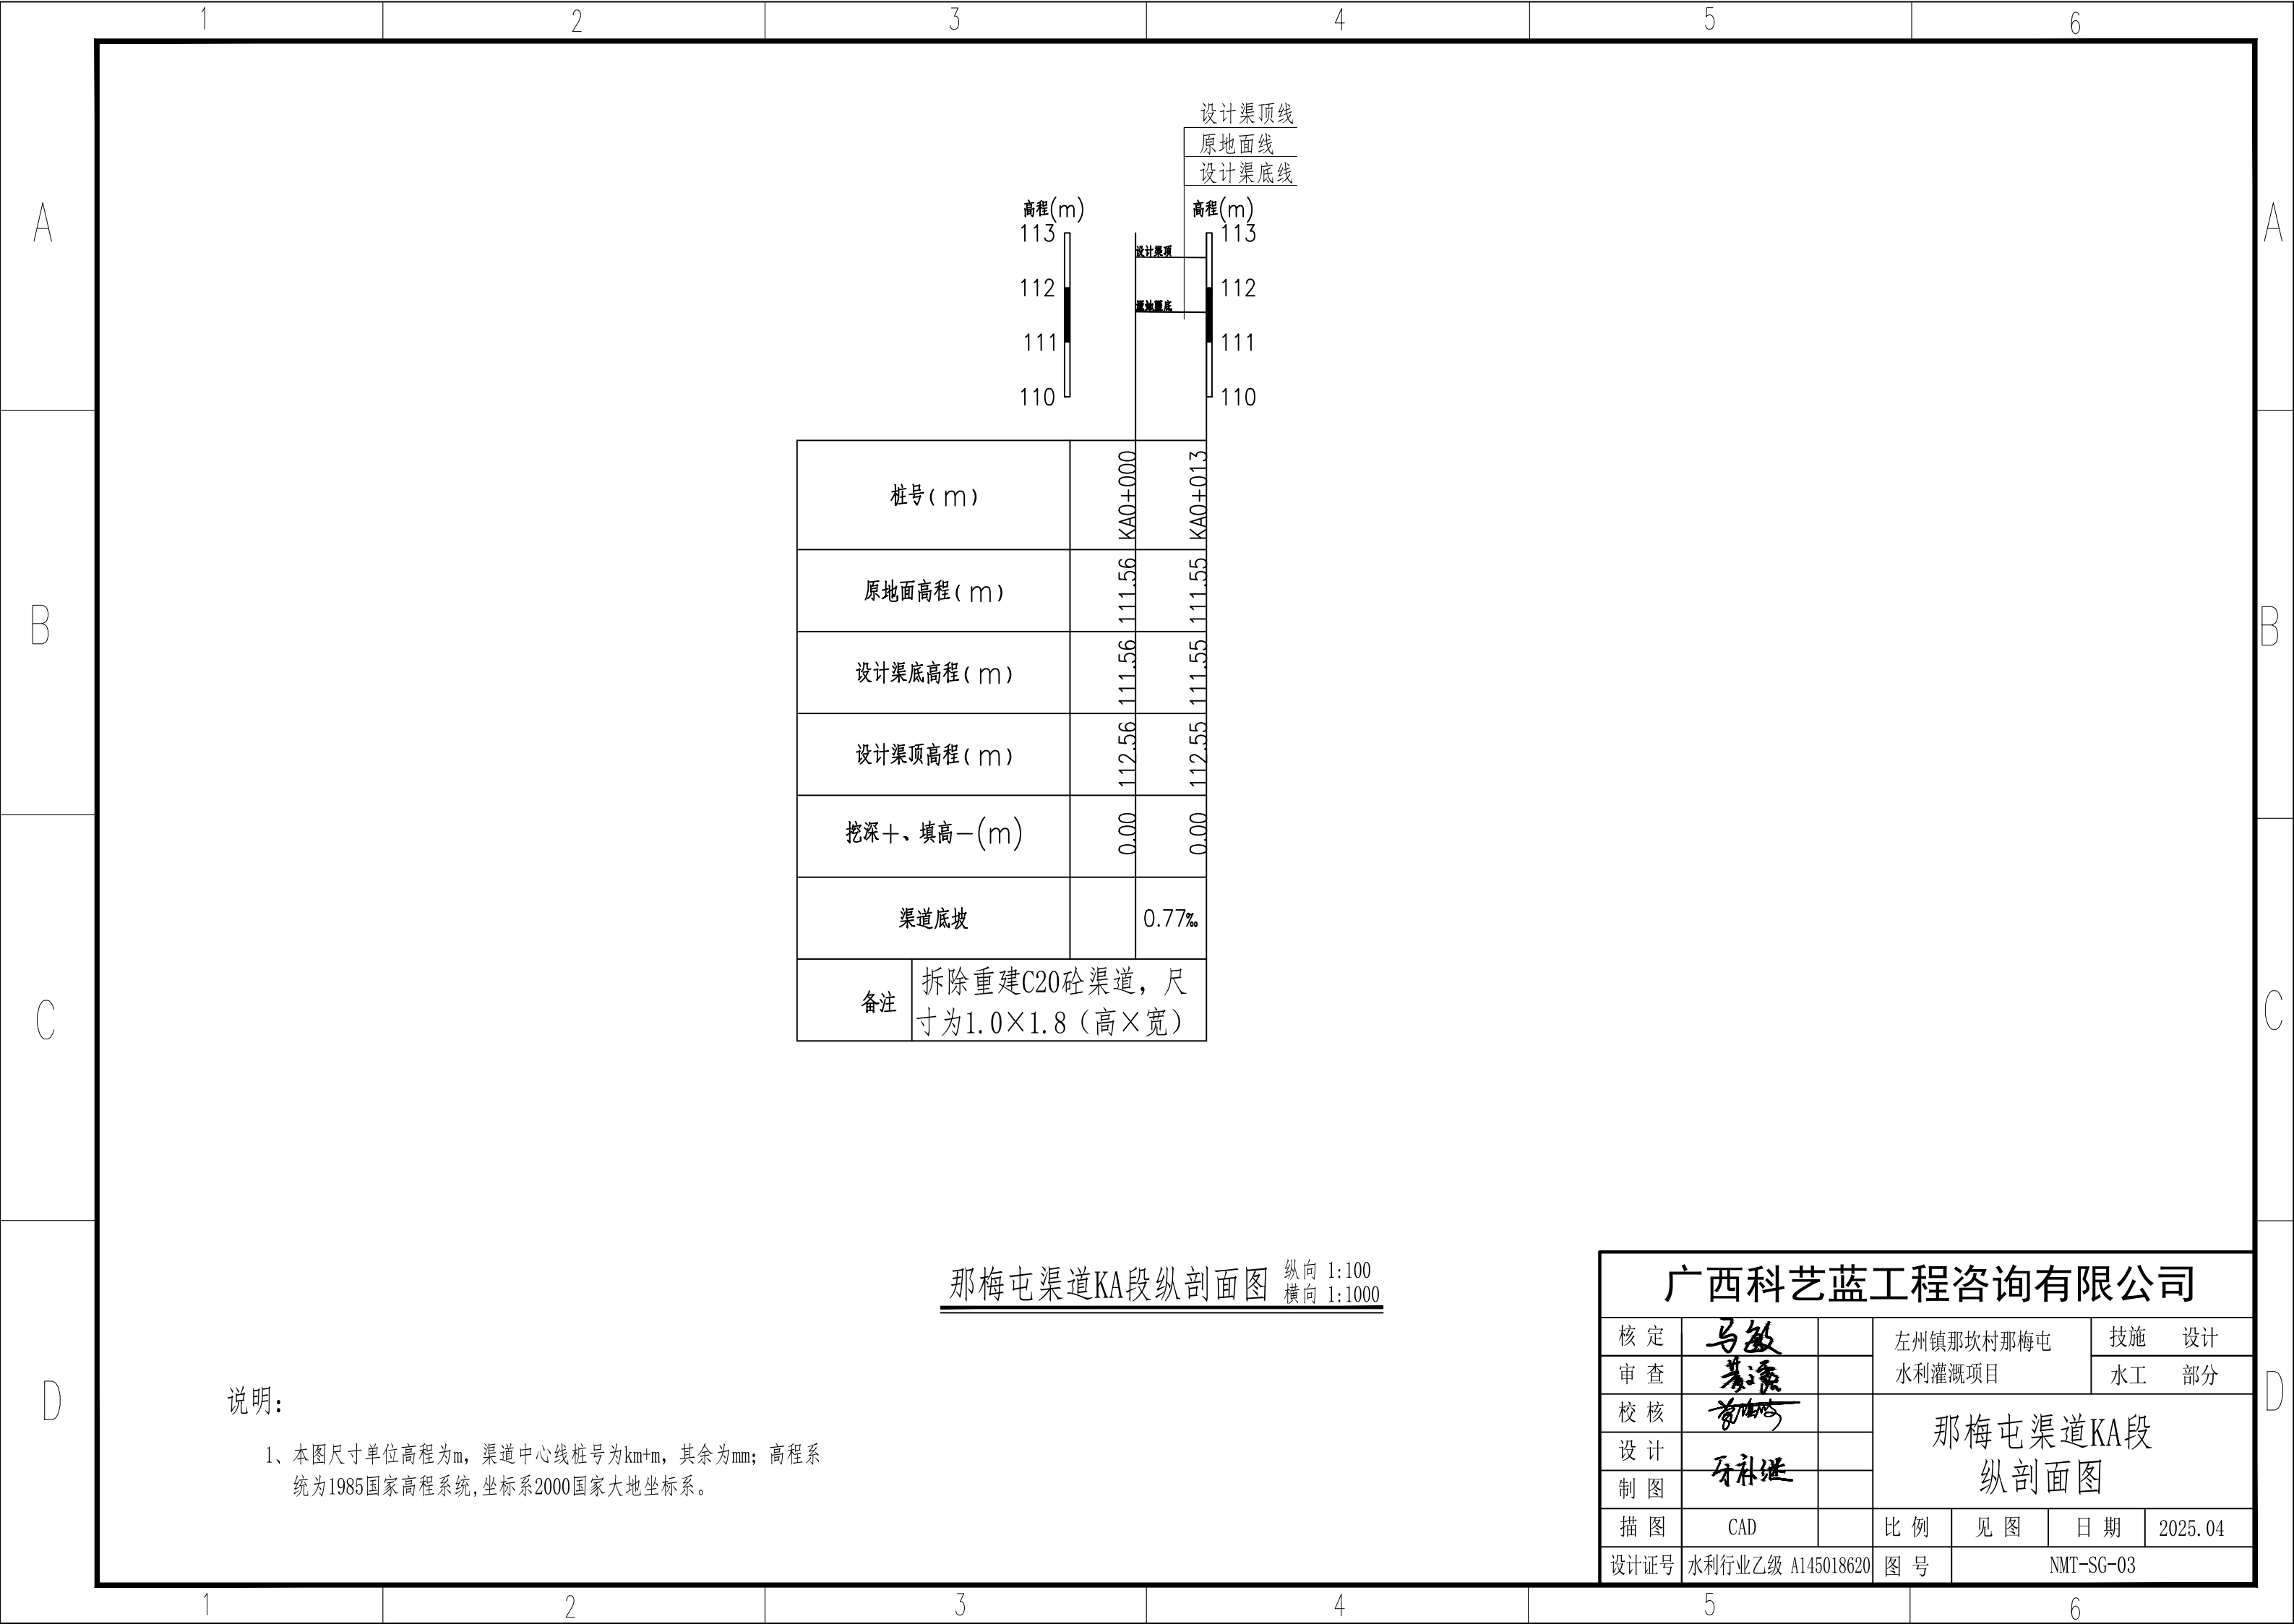 1 2 3 4 5 6
设计渠顶线
原地面线
设计渠底线
高程(m) 高程(m)
113 113
设计渠顶
112 112
111 111
110 110
A A
B B
C C
D D
桩号(m) KA0+000 KA0+013
原地面高程(m) 111.56 111.55
设计渠底高程(m) 111.56 111.55
设计渠顶高程(m) 112.56 112.55
挖深+、填高-(m) 0.00 0.00
渠道底坡 0.77‰
备注 拆除重建C20砼渠道，尺
寸为1.0×1.8（高×宽）
那梅屯渠道KA段纵剖面图 纵向 1:100
横向 1:1000
说明：
1、本图尺寸单位高程为m，渠道中心线桩号为km+m，其余为mm；高程系
统为1985国家高程系统,坐标系2000国家大地坐标系。
广西科艺蓝工程咨询有限公司
核 定 马敏 左州镇那坎村那梅屯 技施 设计
审 查 水利灌溉项目 水工 部分
校 核 那梅屯渠道KA段
设 计 纵剖面图
制 图
描 图 CAD 比 例 见 图 日 期 2025.04
设计证号 水利行业乙级 A145018620 图 号 NMT-SG-03
1 2 3 4 5 6